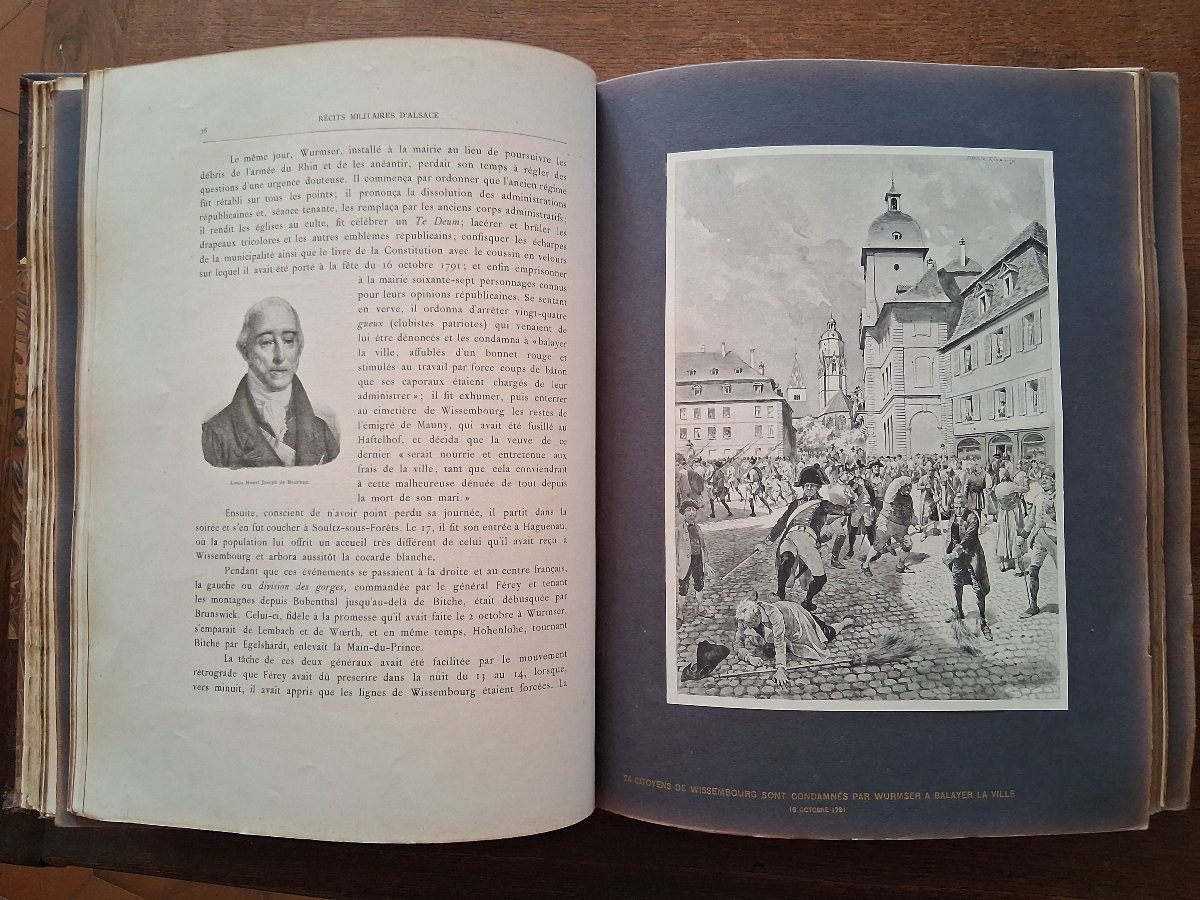 76
RÉCITS MILITAIRES D'ALSACE
Le même jour, Wurmser, installé à la mairie au lieu de poursuivre les
débris de l'armée du Rhin et de les anéantir, perdait son temps à régler des
questions d'une urgence douteuse. Il commença par ordonner que l'ancien régime
fût rétabli sur tous les points; il prononça la dissolution des administrations
républicaines et, séance tenante, les remplaça par les anciens corps administratifs;
il rendit les églises au culte, fit célébrer un Te Deum; lacérer et brûler les
drapeaux tricolores et les autres emblèmes républicains; confisquer les écharpes
de la municipalité ainsi que le livre de la Constitution avec le coussin en velours
sur lequel il avait été porté à la fête du 16 octobre 1791; et enfin emprisonner
à la mairie soixante-sept personnages connus
pour leurs opinions républicaines. Se sentant
en verve, il ordonna d'arrêter vingt-quatre
gueux (clubistes patriotes) qui venaient de
lui être dénoncés et les condamna à « balayer
la ville, affublés d'un bonnet rouge et
stimulés au travail par force coups de bâton
que ses caporaux étaient chargés de leur
administrer »; il fit exhumer, puis enterrer
au cimetière de Wissembourg les restes de
l'émigré de Mauny, qui avait été fusillé au
Haftelhof, et décida que la veuve de ce
dernier « serait nourrie et entretenue aux
frais de la ville, tant que cela conviendrait
à cette malheureuse dénuée de tout depuis
la mort de son mari. »
Louis Henri Joseph de Bourbon
Ensuite, conscient de n'avoir point perdu sa journée, il partit dans la
soirée et s'en fut coucher à Soultz-sous-Forêts. Le 17, il fit son entrée à Haguenau,
où la population lui offrit un accueil très différent de celui qu'il avait reçu à
Wissembourg et arbora aussitôt la cocarde blanche.
Pendant que ces événements se passaient à la droite et au centre français,
la gauche ou division des gorges, commandée par le général Férey et tenant
les montagnes depuis Bobenthal jusqu'au-delà de Bitche, était débusquée par
Brunswick. Celui-ci, fidèle à la promesse qu'il avait faite le 2 octobre à Wurmser,
s'emparait de Lembach et de Wœrth, et en même temps, Hohenlohe, tournant
Bitche par Egelshardt, enlevait la Main-du-Prince.
La tâche de ces deux généraux avait été facilitée par le mouvement
rétrograde que Férey avait dû prescrire dans la nuit du 13 au 14, lorsque,
vers minuit, il avait appris que les lignes de Wissembourg étaient forcées. La
24 CITOYENS DE WISSEMBOURG SONT CONDAMNÉS PAR WURMSER A BALAYER LA VILLE
16 OCTOBRE 1791